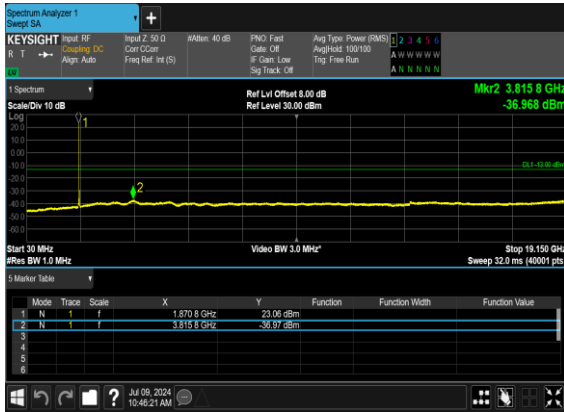 Spectrum Analyzer 1
Swept SA
+
KEYSIGHT Input: RF Input Z: 50 Ω #Atten: 40 dB PNO: Fast Avg Type: Power (RMS) 1 2 3 4 5 6
R T Coupling: DC Corr CCorr Gate: Off Avg|Hold: 100/100 A W W W W W
Align: Auto Freq Ref: Int (S) IF Gain: Low Trig: Free Run
LXI Sig Track: Off A N N N N N
1 Spectrum Ref Lvl Offset 8.00 dB Mkr2 3.815 8 GHz
Scale/Div 10 dB Ref Level 30.00 dBm -36.968 dBm
Log
20.0
10.0
0.00
-10.0
-20.0
-30.0
-40.0
-50.0
-60.0
1
2
DL1 -13.00 dBm
Start 30 MHz Video BW 3.0 MHz* Stop 19.150 GHz
#Res BW 1.0 MHz Sweep 32.0 ms (40001 pts)
5 Marker Table
Mode Trace Scale X Y Function Function Width Function Value
1 N 1 f 1.870 8 GHz 23.06 dBm
2 N 1 f 3.815 8 GHz -36.97 dBm
3
4
5
6
? Jul 09, 2024
10:46:21 AM